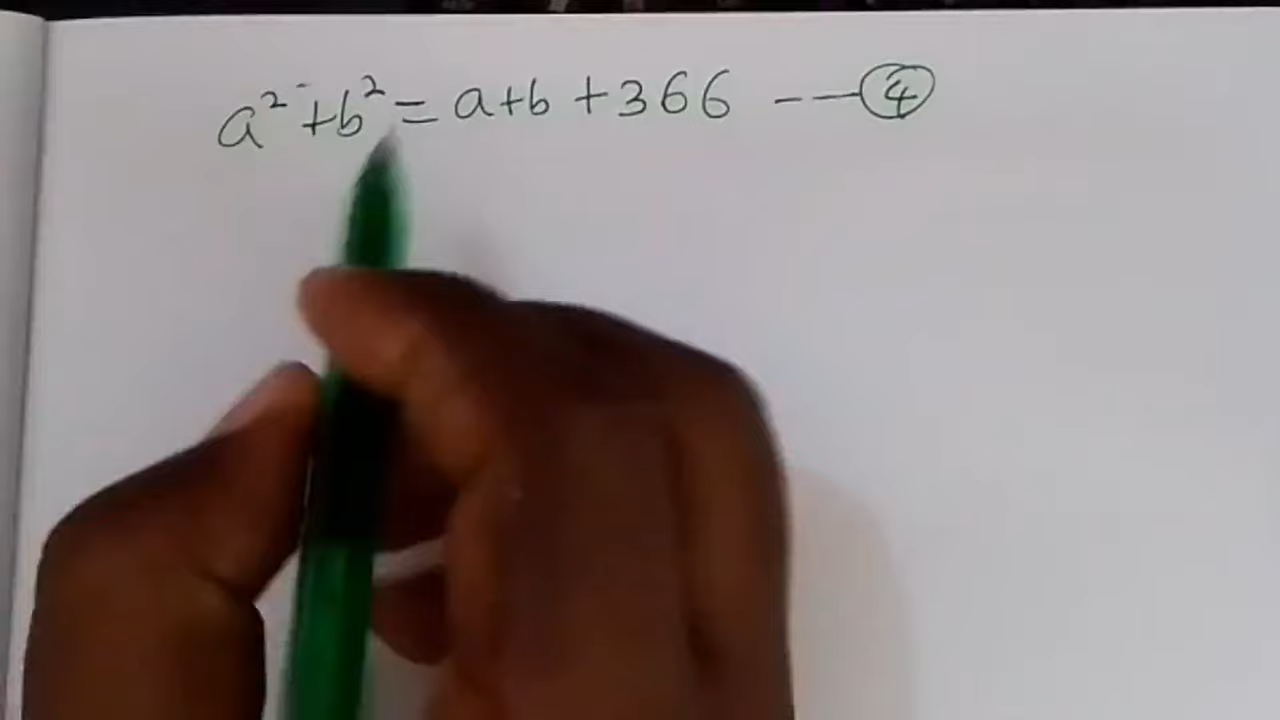 a² + b² = a+b + 366 -- — ④